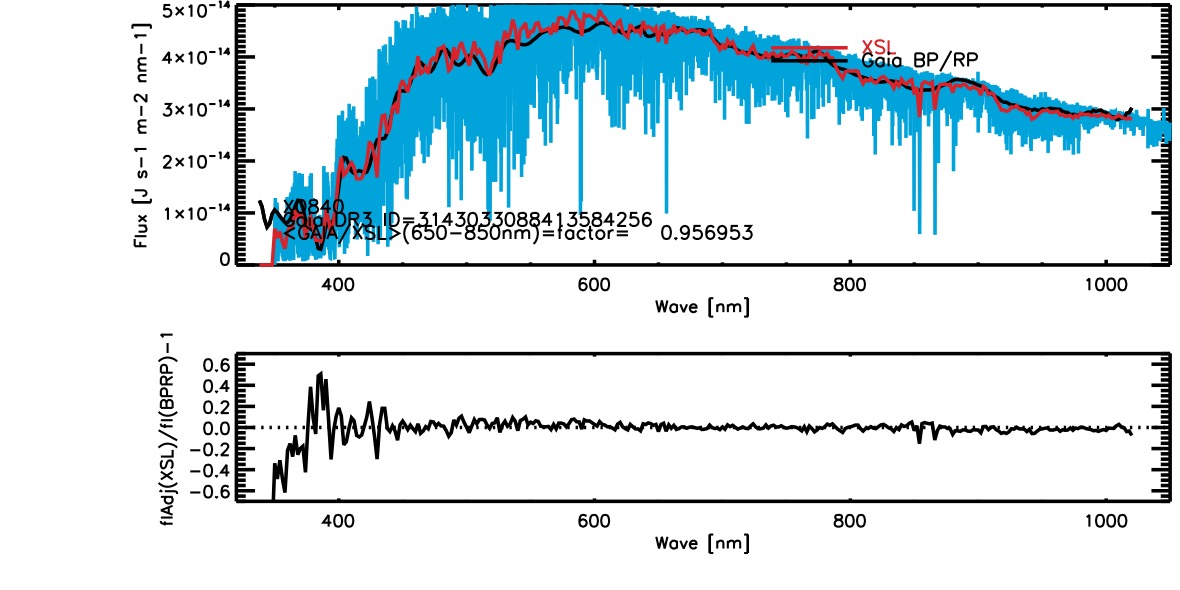 5×10⁻¹⁴
4×10⁻¹⁴
3×10⁻¹⁴
2×10⁻¹⁴
1×10⁻¹⁴
0
Flux [J s−1 m−2 nm−1]
XSL
Gaia BP/RP
X0840
Gaia DR3 ID=3143033088413584256
<GAIA/XSL>(650−850nm)=factor= 0.956953
400 600 800 1000
Wave [nm]
flAdj(XSL)/fl(BPRP)−1
0.6
0.4
0.2
0.0
−0.2
−0.4
−0.6
400 600 800 1000
Wave [nm]